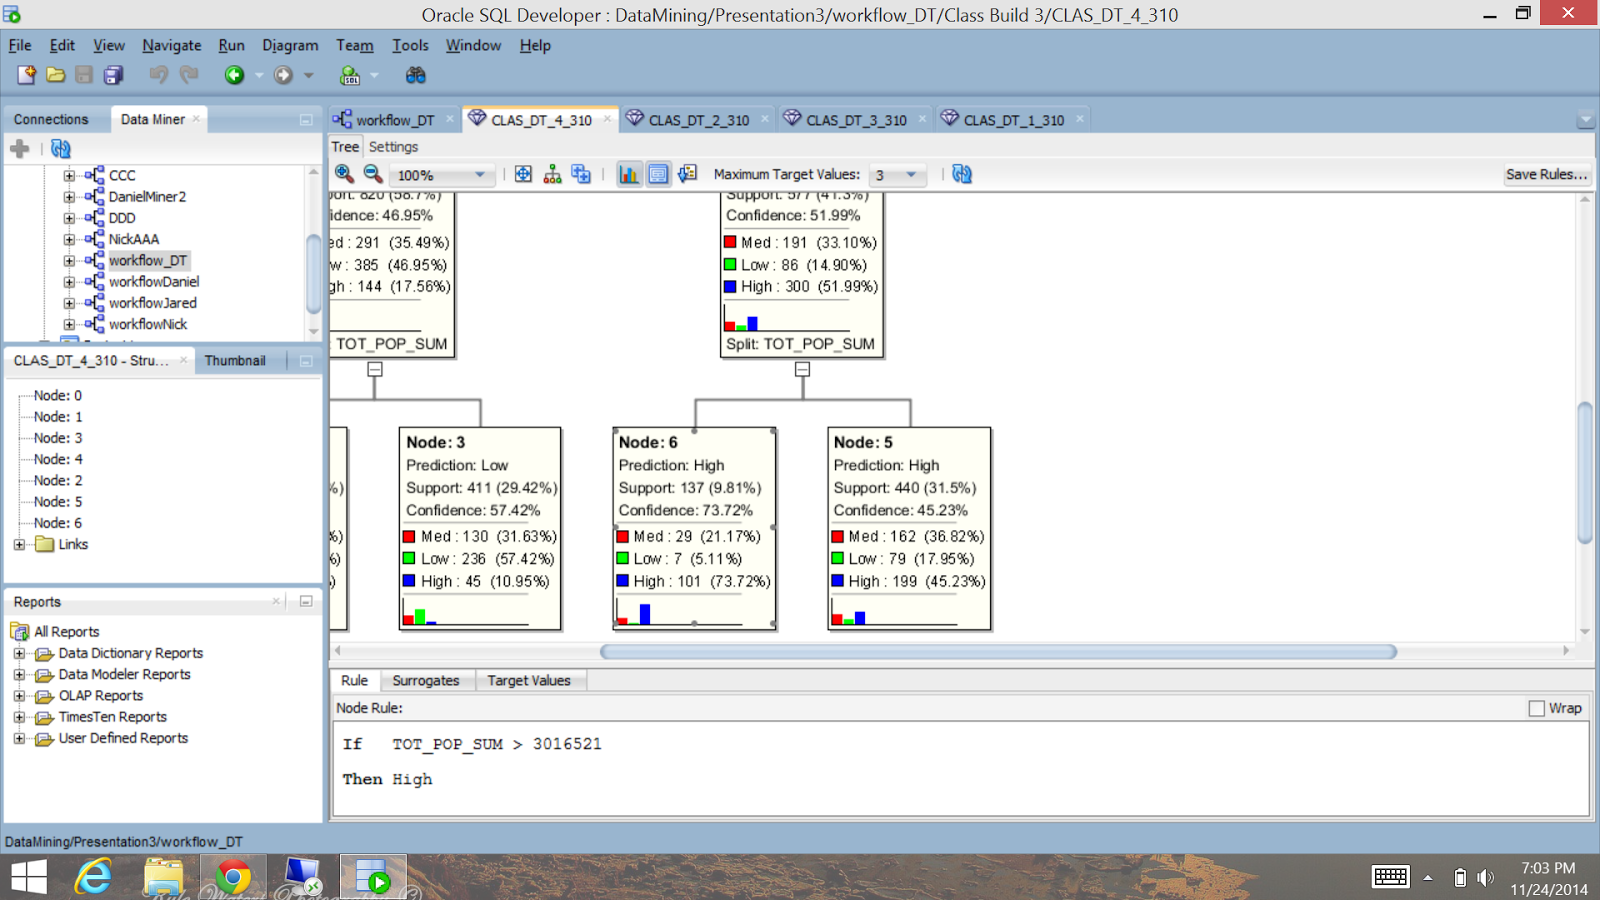 Oracle SQL Developer : DataMining/Presentation3/workflow_DT/Class Build 3/CLAS_DT_4_310
File Edit View Navigate Run Diagram Team Tools Window Help
Connections
Data Miner
CCC
DanielMiner2
DDD
NickAAA
workflow_DT
workflowDaniel
workflowJared
workflowNick
CLAS_DT_4_310 - Stru...
Thumbnail
Node: 0
Node: 1
Node: 3
Node: 4
Node: 2
Node: 5
Node: 6
Links
Reports
All Reports
Data Dictionary Reports
Data Modeler Reports
OLAP Reports
TimesTen Reports
User Defined Reports
workflow_DT CLAS_DT_4_310 CLAS_DT_2_310 CLAS_DT_3_310 CLAS_DT_1_310
Tree Settings
100% Maximum Target Values: 3 Save Rules...
port: 820 (58.7%)
idence: 46.95%
ed : 291 (35.49%)
w : 385 (46.95%)
gh : 144 (17.56%)
: TOT_POP_SUM
Support: 577 (41.3%)
Confidence: 51.99%
Med : 191 (33.10%)
Low : 86 (14.90%)
High : 300 (51.99%)
Split: TOT_POP_SUM
%)
%)
%)
)
Node: 3
Prediction: Low
Support: 411 (29.42%)
Confidence: 57.42%
Med : 130 (31.63%)
Low : 236 (57.42%)
High : 45 (10.95%)
Node: 6
Prediction: High
Support: 137 (9.81%)
Confidence: 73.72%
Med : 29 (21.17%)
Low : 7 (5.11%)
High : 101 (73.72%)
Node: 5
Prediction: High
Support: 440 (31.5%)
Confidence: 45.23%
Med : 162 (36.82%)
Low : 79 (17.95%)
High : 199 (45.23%)
Rule Surrogates Target Values
Node Rule:
Wrap
If TOT_POP_SUM > 3016521
Then High
DataMining/Presentation3/workflow_DT
7:03 PM
11/24/2014